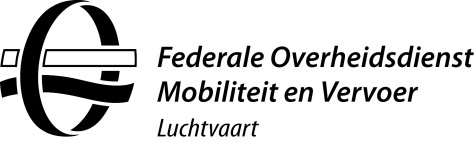 Federale Overheidsdienst
Mobiliteit en Vervoer
Luchtvaart